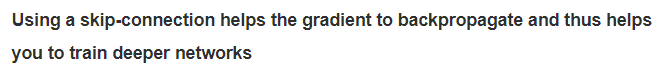 Using a skip-connection helps the gradient to backpropagate and thus helps
you to train deeper networks